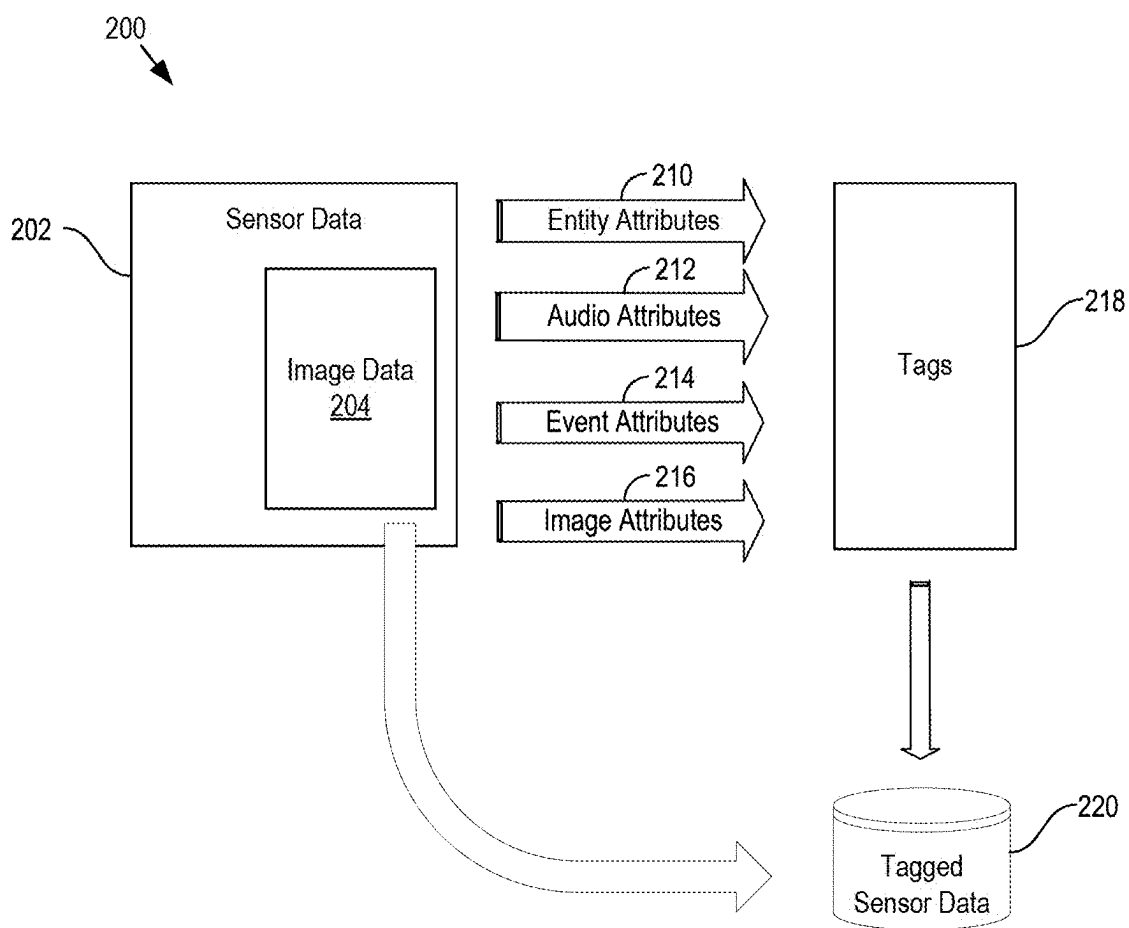 200
202
Sensor Data
Image Data
204
210
Entity Attributes
212
Audio Attributes
214
Event Attributes
216
Image Attributes
Tags
218
220
Tagged
Sensor Data